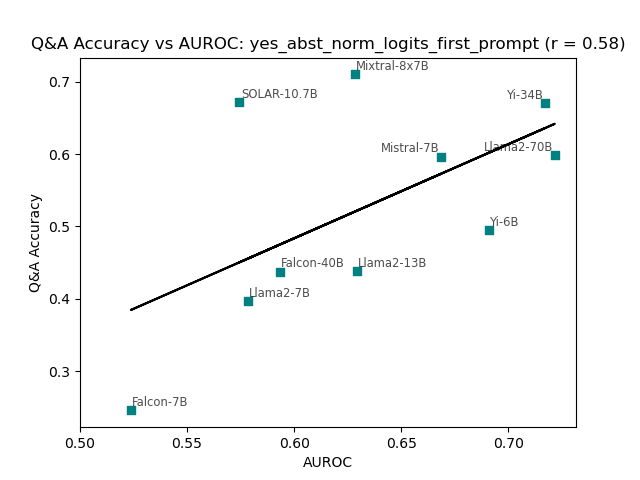 Q&A Accuracy vs AUROC: yes_abst_norm_logits_first_prompt (r = 0.58)
Mixtral-8x7B
0.7
SOLAR-10.7B
Yi-34B
Mistral-7B
Llama2-70B
0.6
Q&A Accuracy
Yi-6B
0.5
Falcon-40B
Llama2-13B
0.4
Llama2-7B
0.3
Falcon-7B
0.50
0.55
0.60
0.65
0.70
AUROC